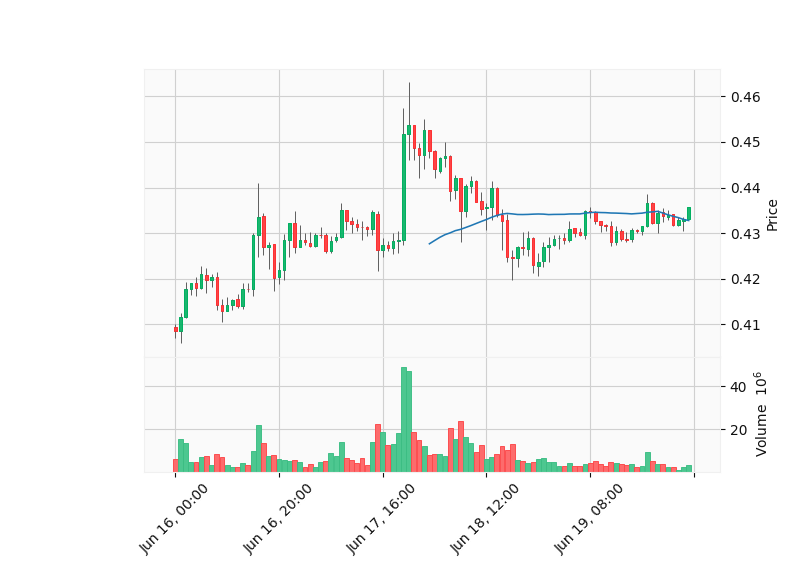 0.46
0.45
0.44
0.43
0.42
0.41
Price
40
20
Volume 10^6
Jun 16, 00:00
Jun 16, 20:00
Jun 17, 16:00
Jun 18, 12:00
Jun 19, 08:00